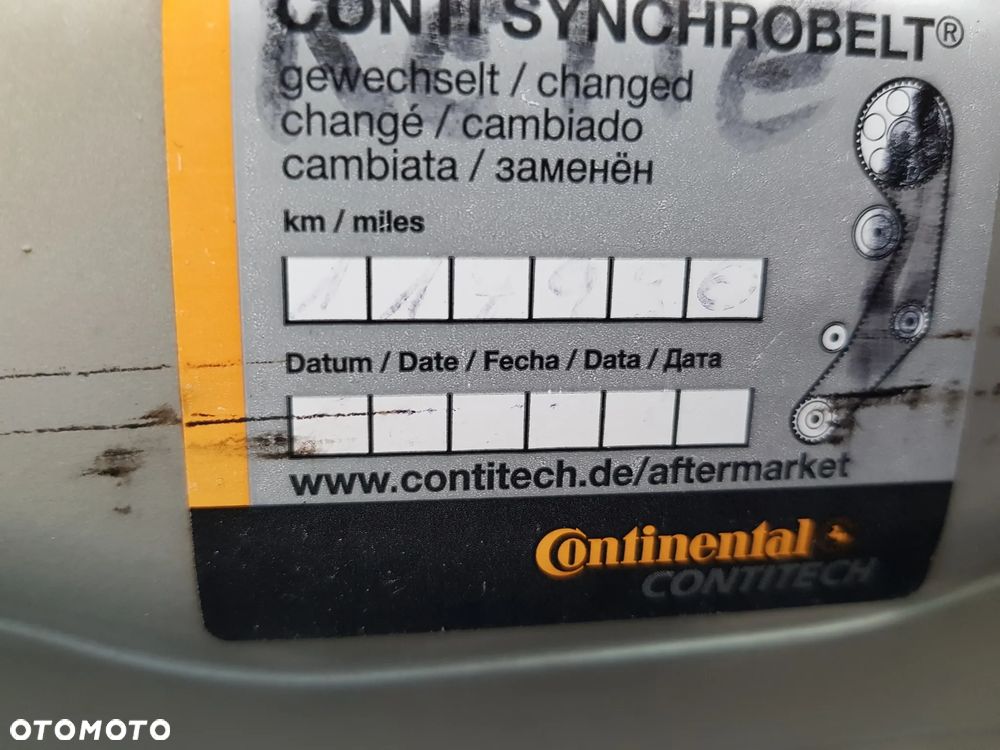 CONTI SYNCHROBELT®
gewechselt / changed
changé / cambiado
cambiata / заменён
km / miles
Datum / Date / Fecha / Data / Дата
www.contitech.de/aftermarket
Continental
CONTITECH
OTOMOTO